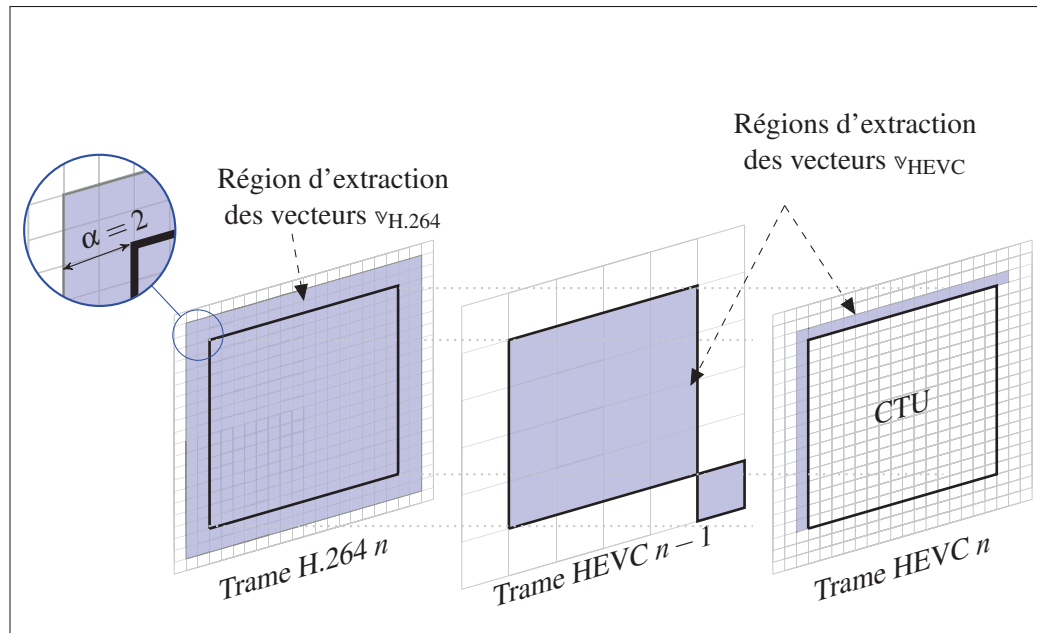 Régions d'extraction
des vecteurs 𝕧HEVC
Région d'extraction
des vecteurs 𝕧H.264
α = 2
CTU
Trame H.264 n
Trame HEVC n − 1
Trame HEVC n